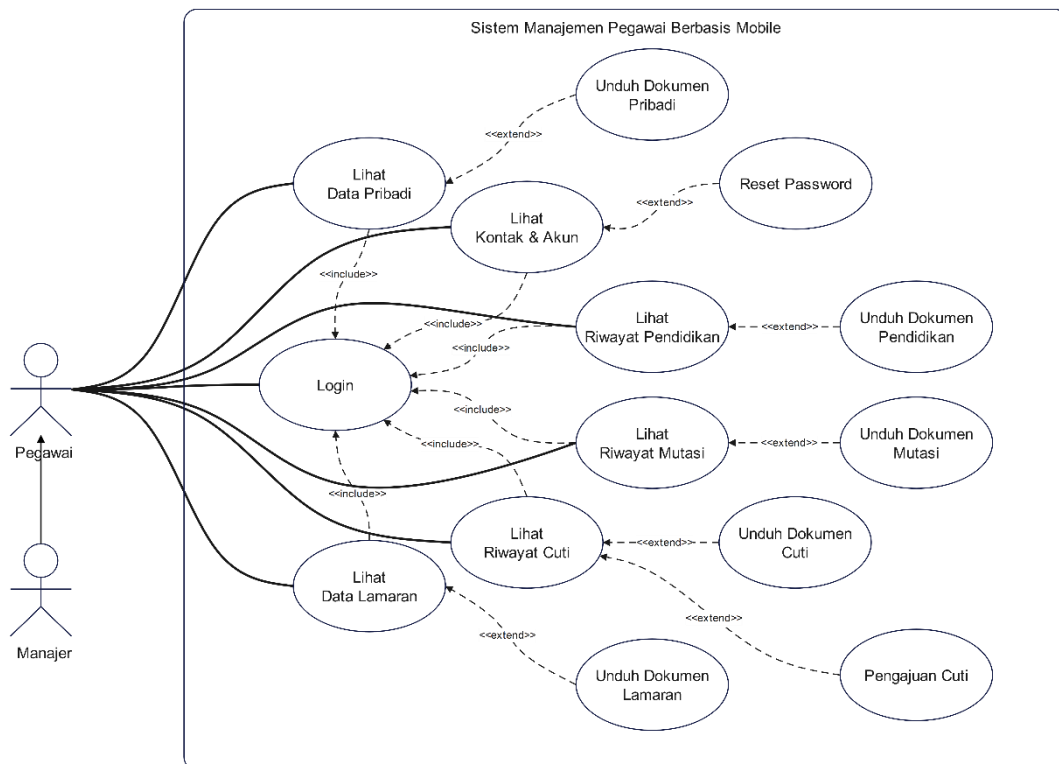 Sistem Manajemen Pegawai Berbasis Mobile
Unduh Dokumen
Pribadi
<<extend>>
Lihat
Data Pribadi
Reset Password
<<extend>>
Lihat
Kontak & Akun
<<include>>
<<include>>
Lihat
Riwayat Pendidikan
<<extend>>
Unduh Dokumen
Pendidikan
<<include>>
Login
Pegawai
<<include>>
Lihat
Riwayat Mutasi
<<extend>>
Unduh Dokumen
Mutasi
<<include>>
<<include>>
Lihat
Riwayat Cuti
<<extend>>
Unduh Dokumen
Cuti
Lihat
Data Lamaran
Manajer
<<extend>>
<<extend>>
Unduh Dokumen
Lamaran
Pengajuan Cuti